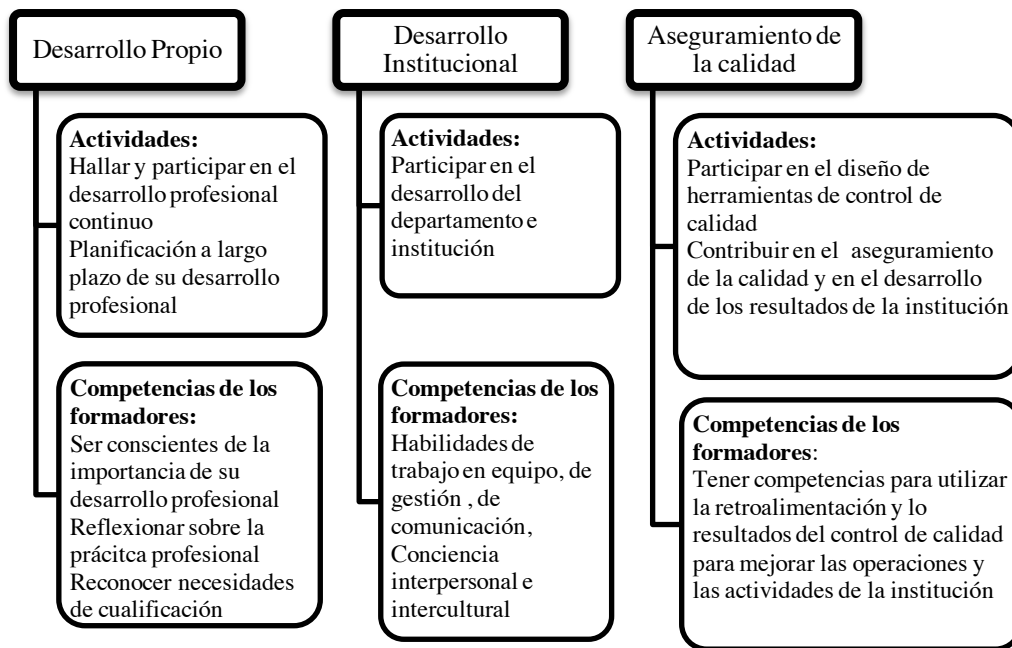 Desarrollo Propio
Actividades:
Hallar y participar en el
desarrollo profesional
continuo
Planificación a largo
plazo de su desarrollo
profesional
Competencias de los
formadores:
Ser conscientes de la
importancia de su
desarrollo profesional
Reflexionar sobre la
prácitca profesional
Reconocer necesidades
de cualificación
Desarrollo
Institucional
Actividades:
Participar en el
desarrollo del
departamento e
institución
Competencias de los
formadores:
Habilidades de
trabajo en equipo, de
gestión , de
comunicación,
Conciencia
interpersonal e
intercultural
Aseguramiento de
la calidad
Actividades:
Participar en el diseño de
herramientas de control de
calidad
Contribuir en el aseguramiento
de la calidad y en el desarrollo
de los resultados de la institución
Competencias de los
formadores:
Tener competencias para utilizar
la retroalimentación y lo
resultados del control de calidad
para mejorar las operaciones y
las actividades de la institución